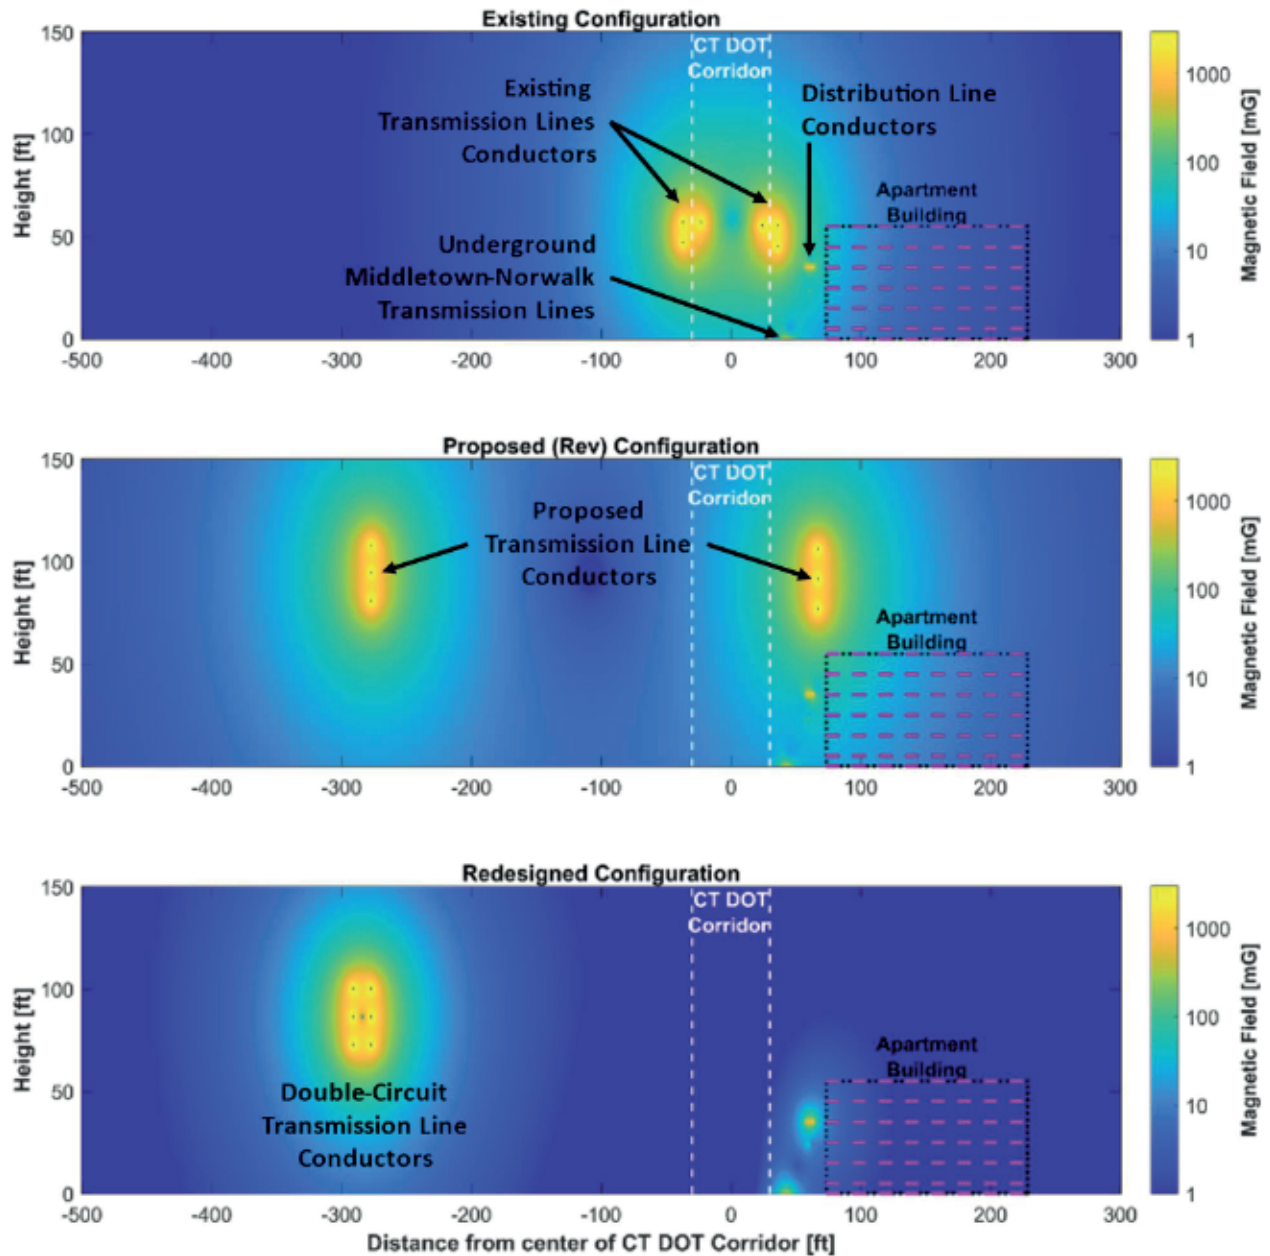 Existing Configuration
150
100
50
0
Height [ft]
CT DOT
Corridor
Existing
Transmission Lines
Conductors
Distribution Line
Conductors
Underground
Middletown-Norwalk
Transmission Lines
Apartment
Building
-500 -400 -300 -200 -100 0 100 200 300
1000
100
10
1
Magnetic Field [mG]
Proposed (Rev) Configuration
150
100
50
0
Height [ft]
CT DOT
Corridor
Proposed
Transmission Line
Conductors
Apartment
Building
-500 -400 -300 -200 -100 0 100 200 300
1000
100
10
1
Magnetic Field [mG]
Redesigned Configuration
150
100
50
0
Height [ft]
CT DOT
Corridor
Double-Circuit
Transmission Line
Conductors
Apartment
Building
-500 -400 -300 -200 -100 0 100 200 300
1000
100
10
1
Magnetic Field [mG]
Distance from center of CT DOT Corridor [ft]